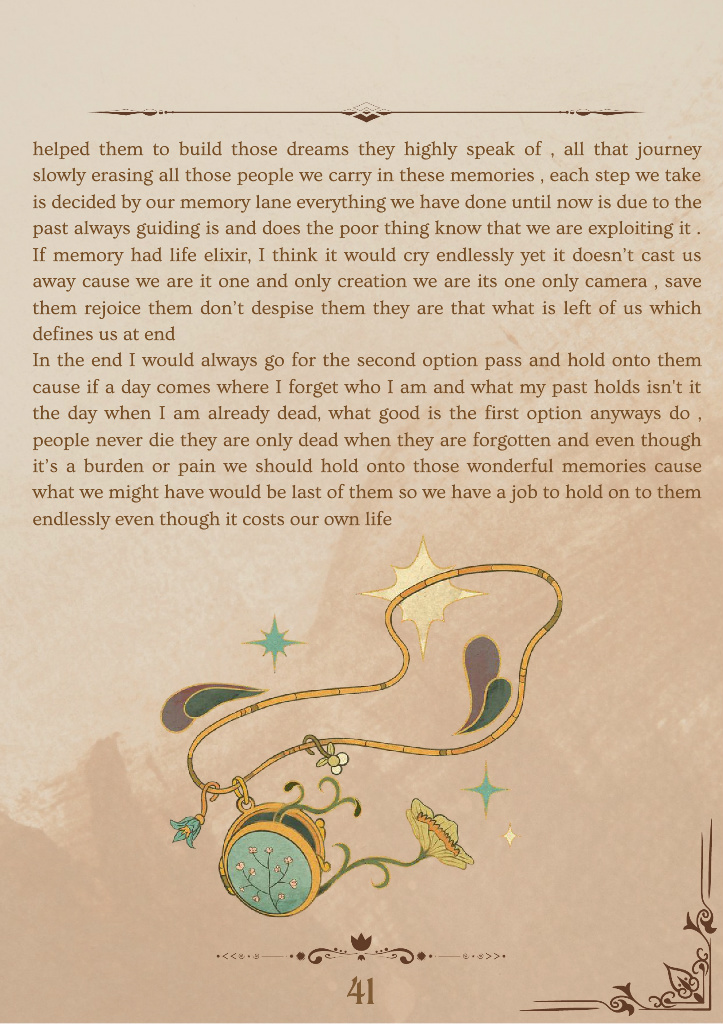 helped them to build those dreams they highly speak of , all that journey
slowly erasing all those people we carry in these memories , each step we take
is decided by our memory lane everything we have done until now is due to the
past always guiding is and does the poor thing know that we are exploiting it .
If memory had life elixir, I think it would cry endlessly yet it doesn't cast us
away cause we are it one and only creation we are its one only camera , save
them rejoice them don't despise them they are that what is left of us which
defines us at end
In the end I would always go for the second option pass and hold onto them
cause if a day comes where I forget who I am and what my past holds isn't it
the day when I am already dead, what good is the first option anyways do ,
people never die they are only dead when they are forgotten and even though
it's a burden or pain we should hold onto those wonderful memories cause
what we might have would be last of them so we have a job to hold on to them
endlessly even though it costs our own life
41